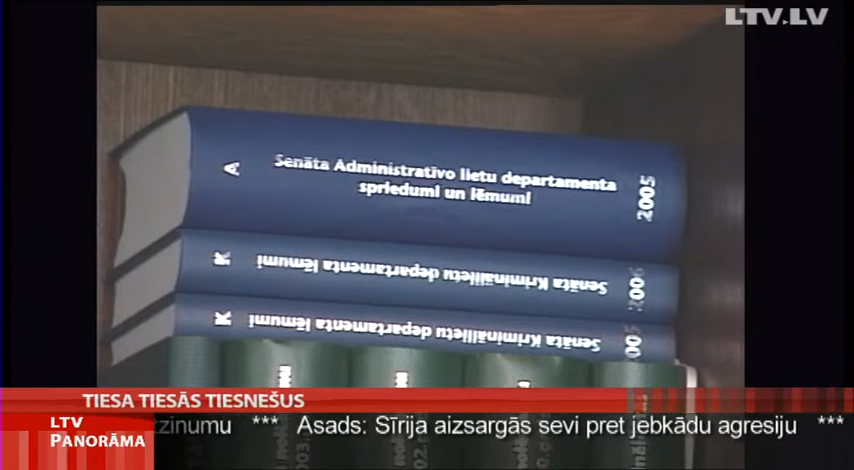 LTV.LV
A
Senāta Administratīvo lietu departamenta
spriedumi un lēmumi
2005
K
Senāta Krimināllietu departamenta lēmumi
2006
K
Senāta Krimināllietu departamenta lēmumi
2005
TIESA TIESĀS TIESNEŠUS
LTV
PANORĀMA
*** Asads: Sīrija aizsargās sevi pret jebkādu agresiju ***